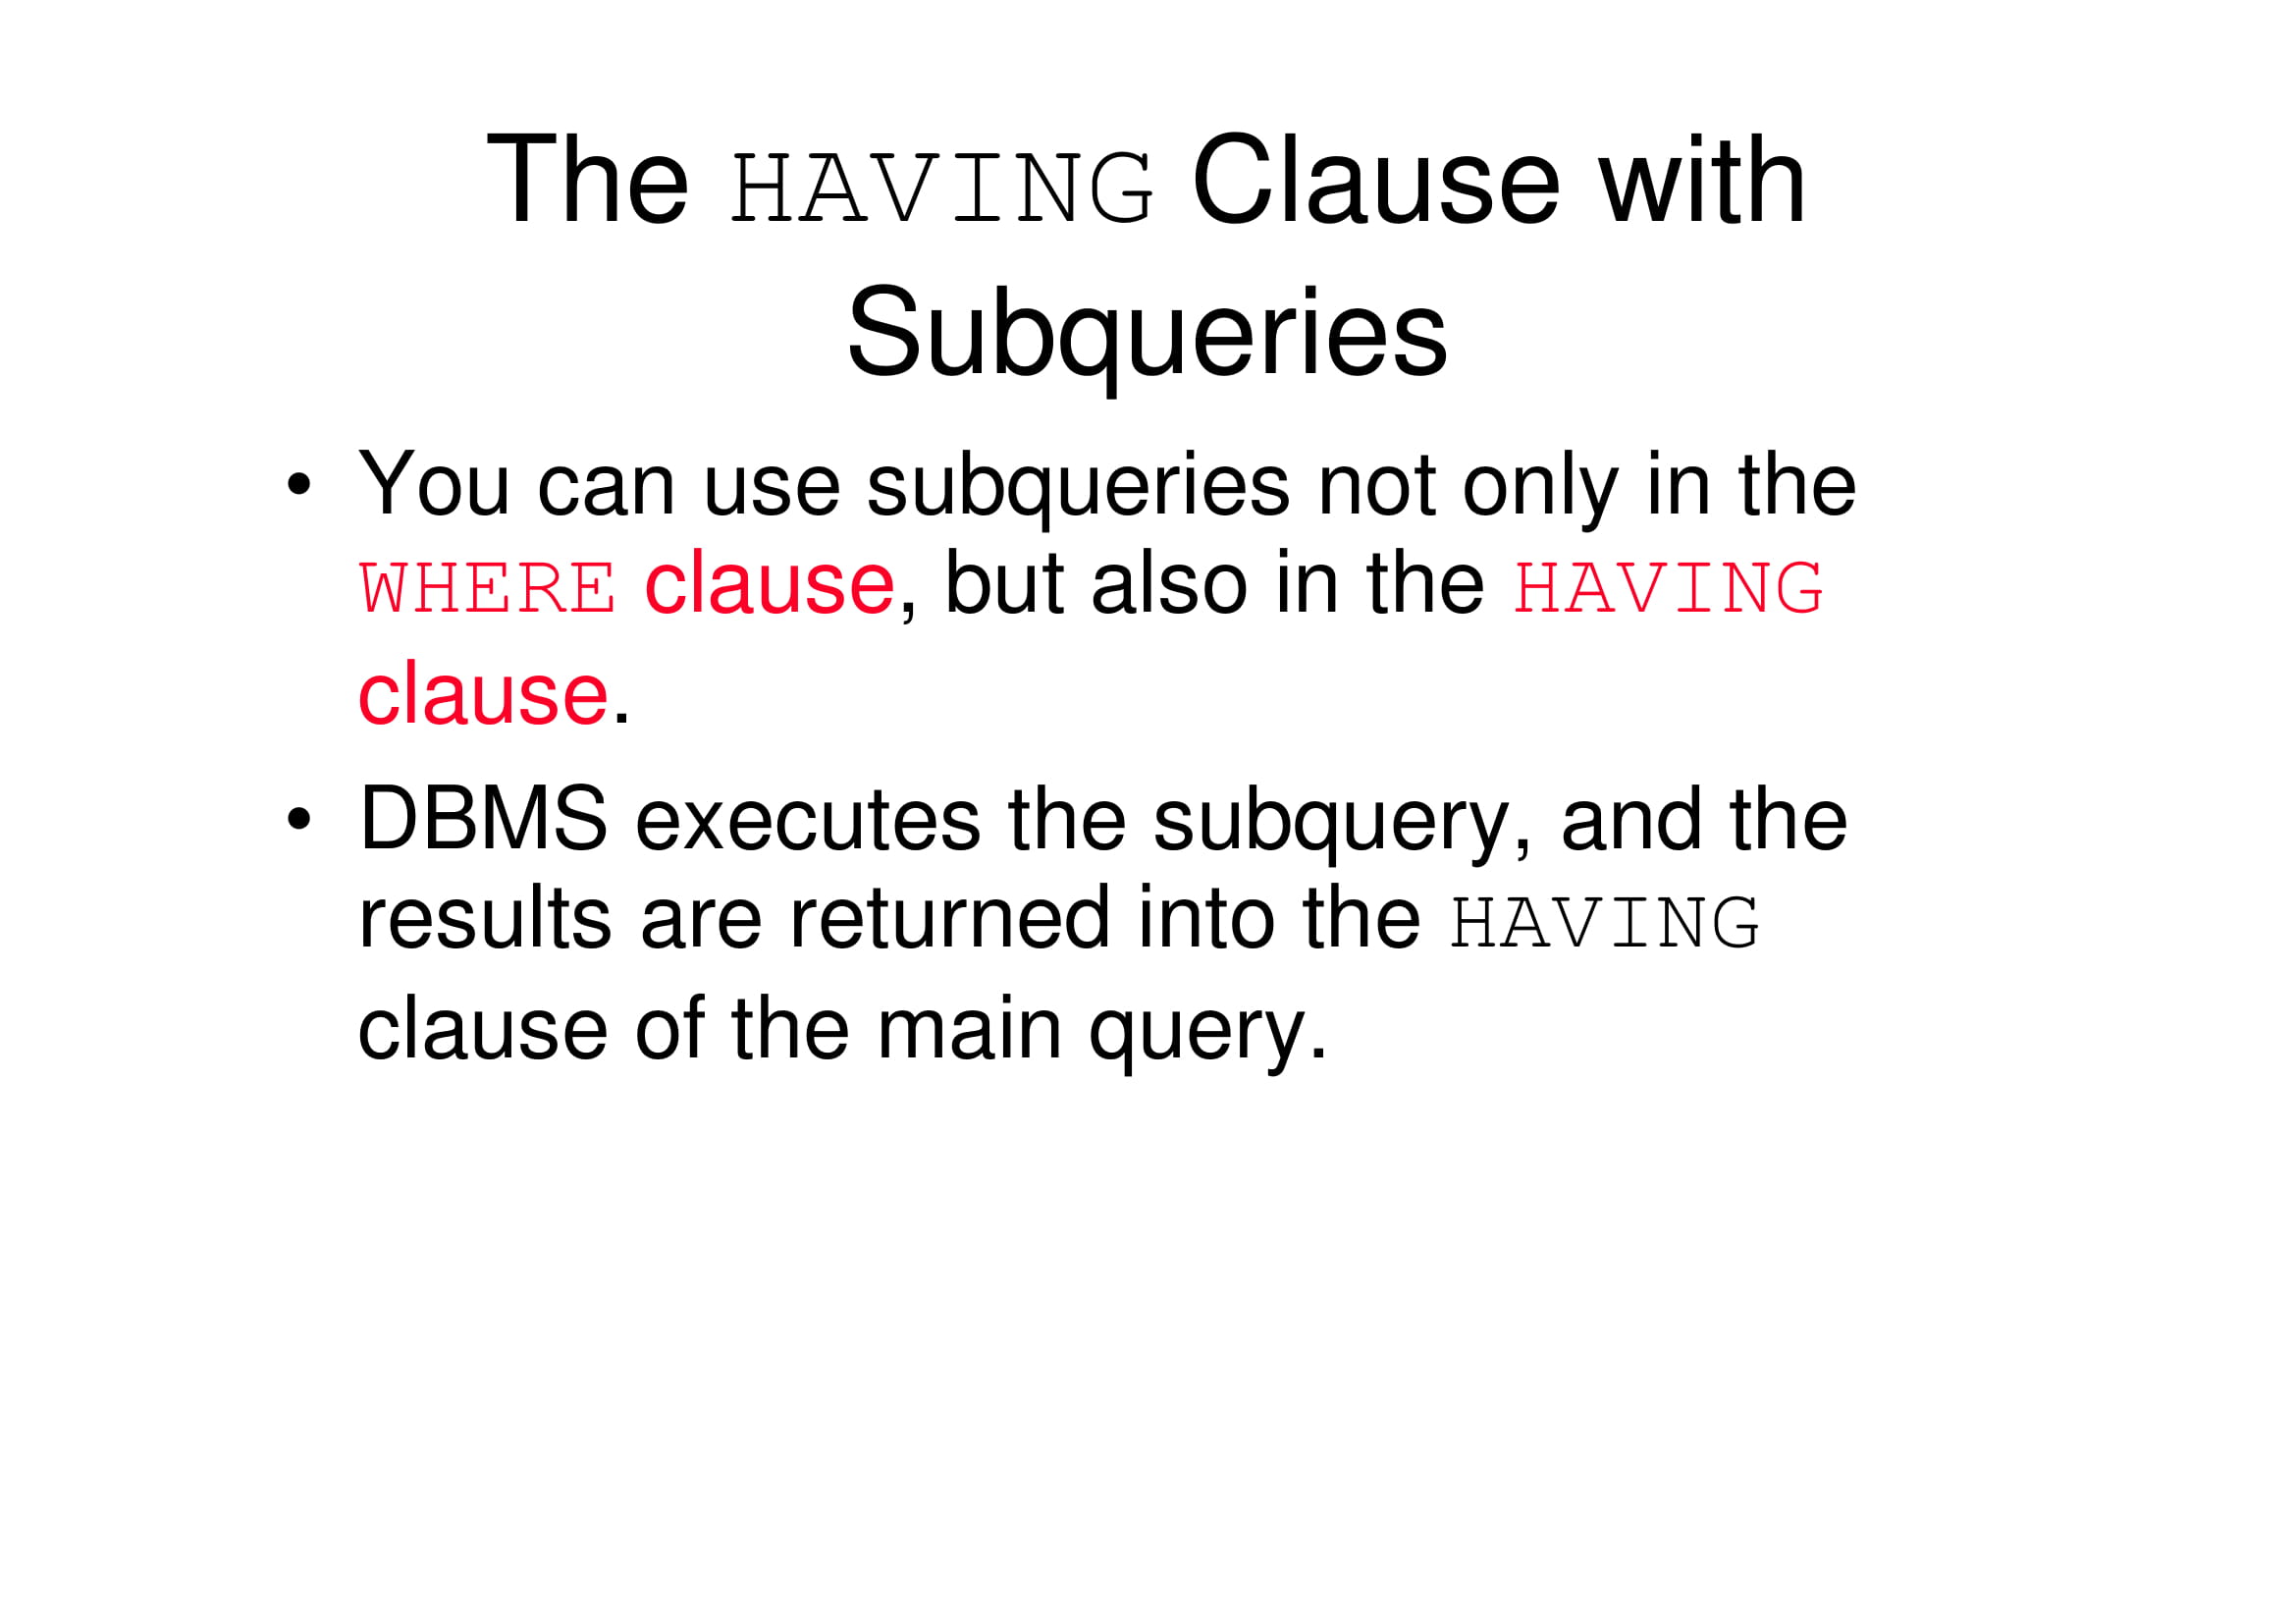 The HAVING Clause with
Subqueries
• You can use subqueries not only in the
WHERE clause, but also in the HAVING
clause.
• DBMS executes the subquery, and the
results are returned into the HAVING
clause of the main query.